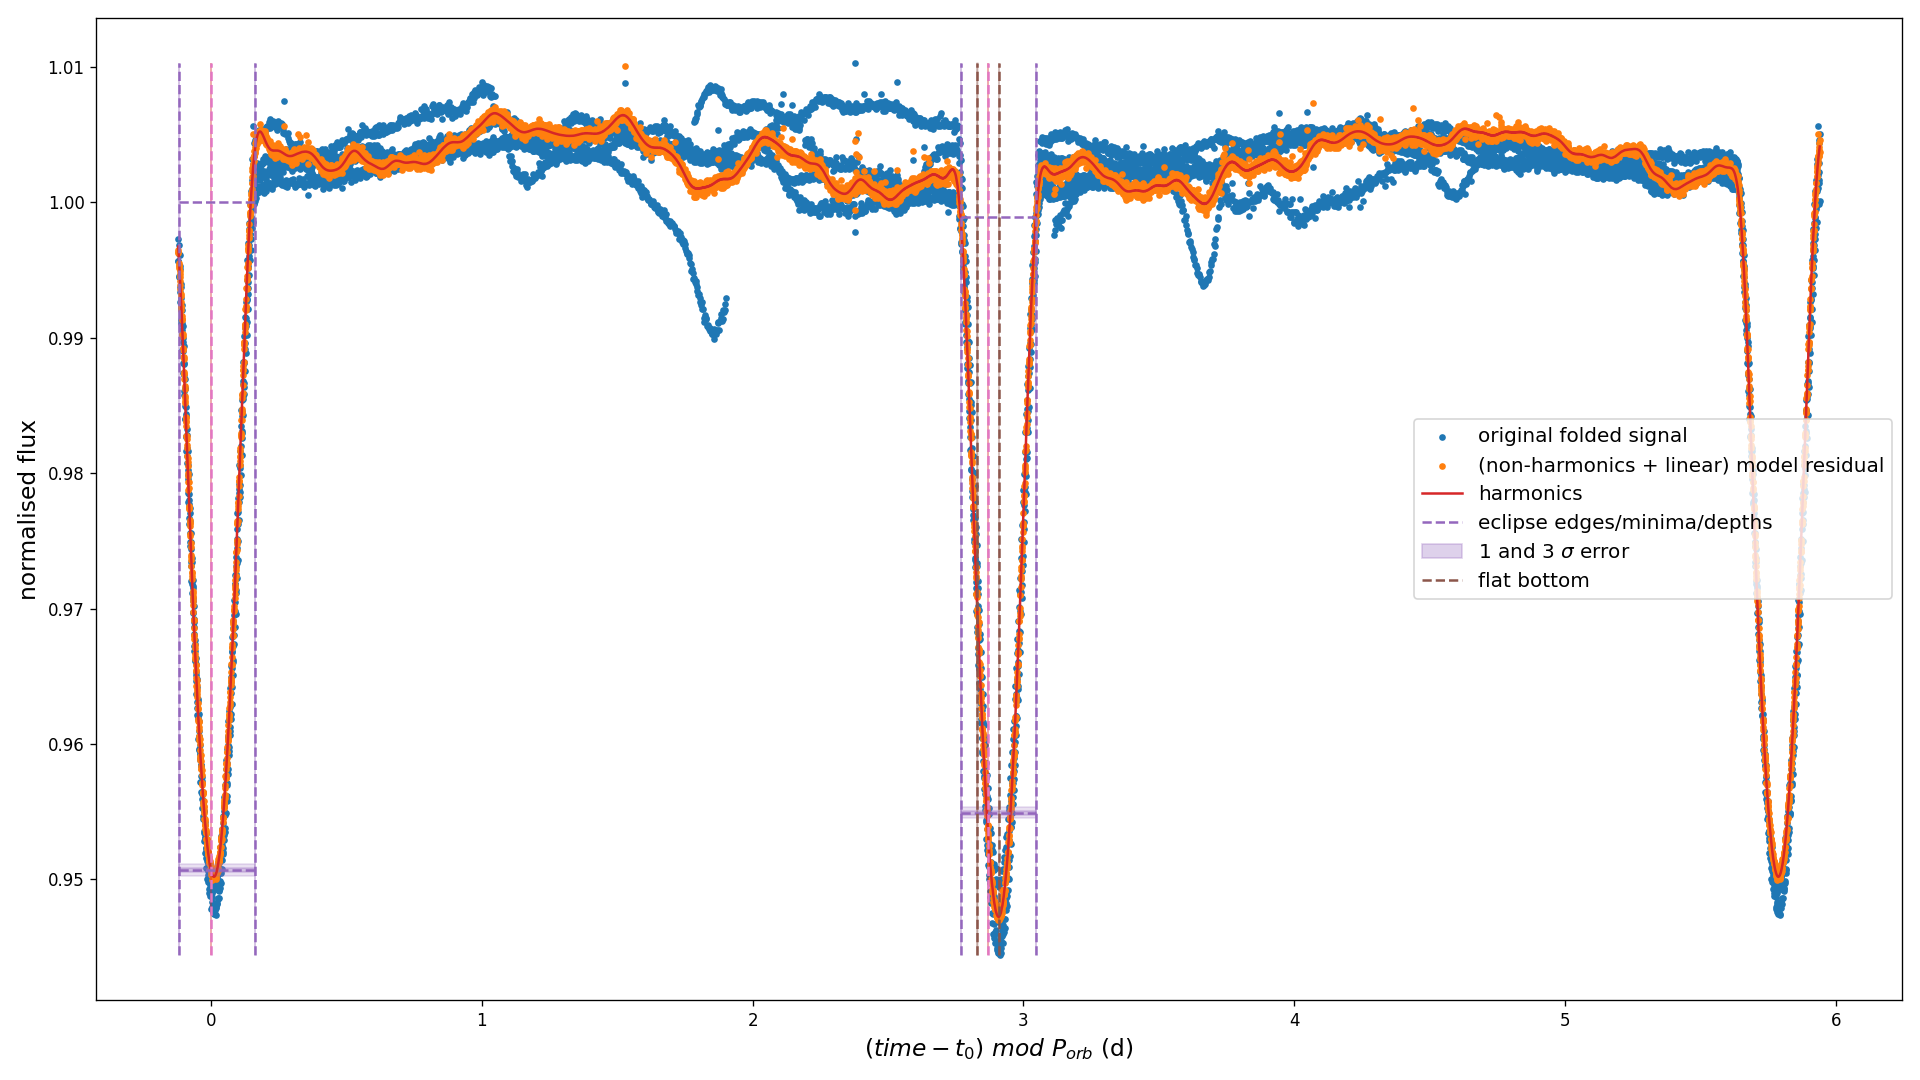 1.01
1.00
0.99
0.98
0.97
0.96
0.95
normalised flux
original folded signal
(non-harmonics + linear) model residual
harmonics
eclipse edges/minima/depths
1 and 3 σ error
flat bottom
0 1 2 3 4 5 6
(time − t₀) mod Pₒᵣb (d)